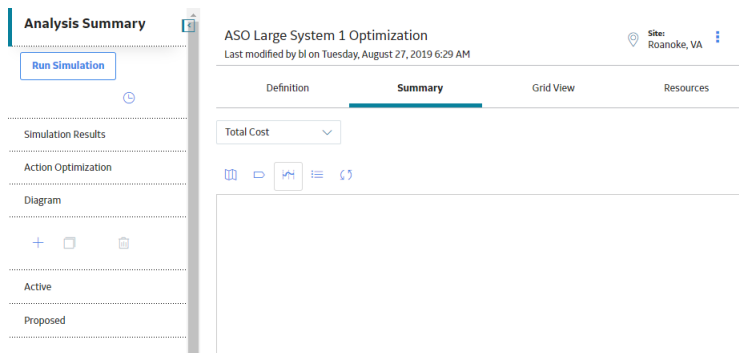 Analysis Summary
Run Simulation
Simulation Results
Action Optimization
Diagram
Active
Proposed
ASO Large System 1 Optimization
Last modified by bl on Tuesday, August 27, 2019 6:29 AM
Site:
Roanoke, VA
Definition
Summary
Grid View
Resources
Total Cost